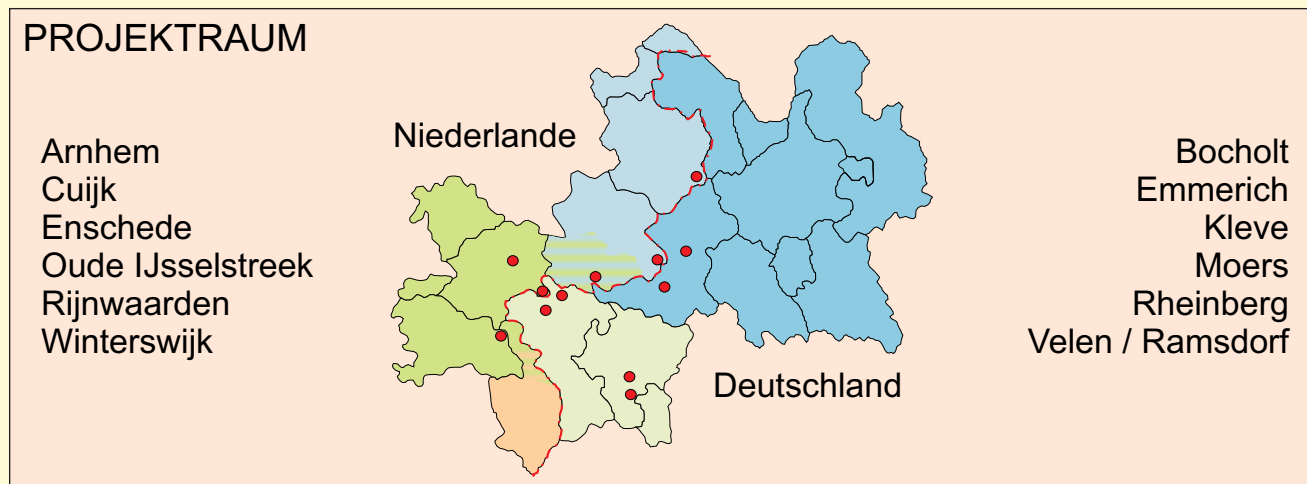 PROJEKTRAUM
Niederlande
Arnhem
Cuijk
Enschede
Oude IJsselstreek
Rijnwaarden
Winterswijk
Bocholt
Emmerich
Kleve
Moers
Rheinberg
Velen / Ramsdorf
Deutschland